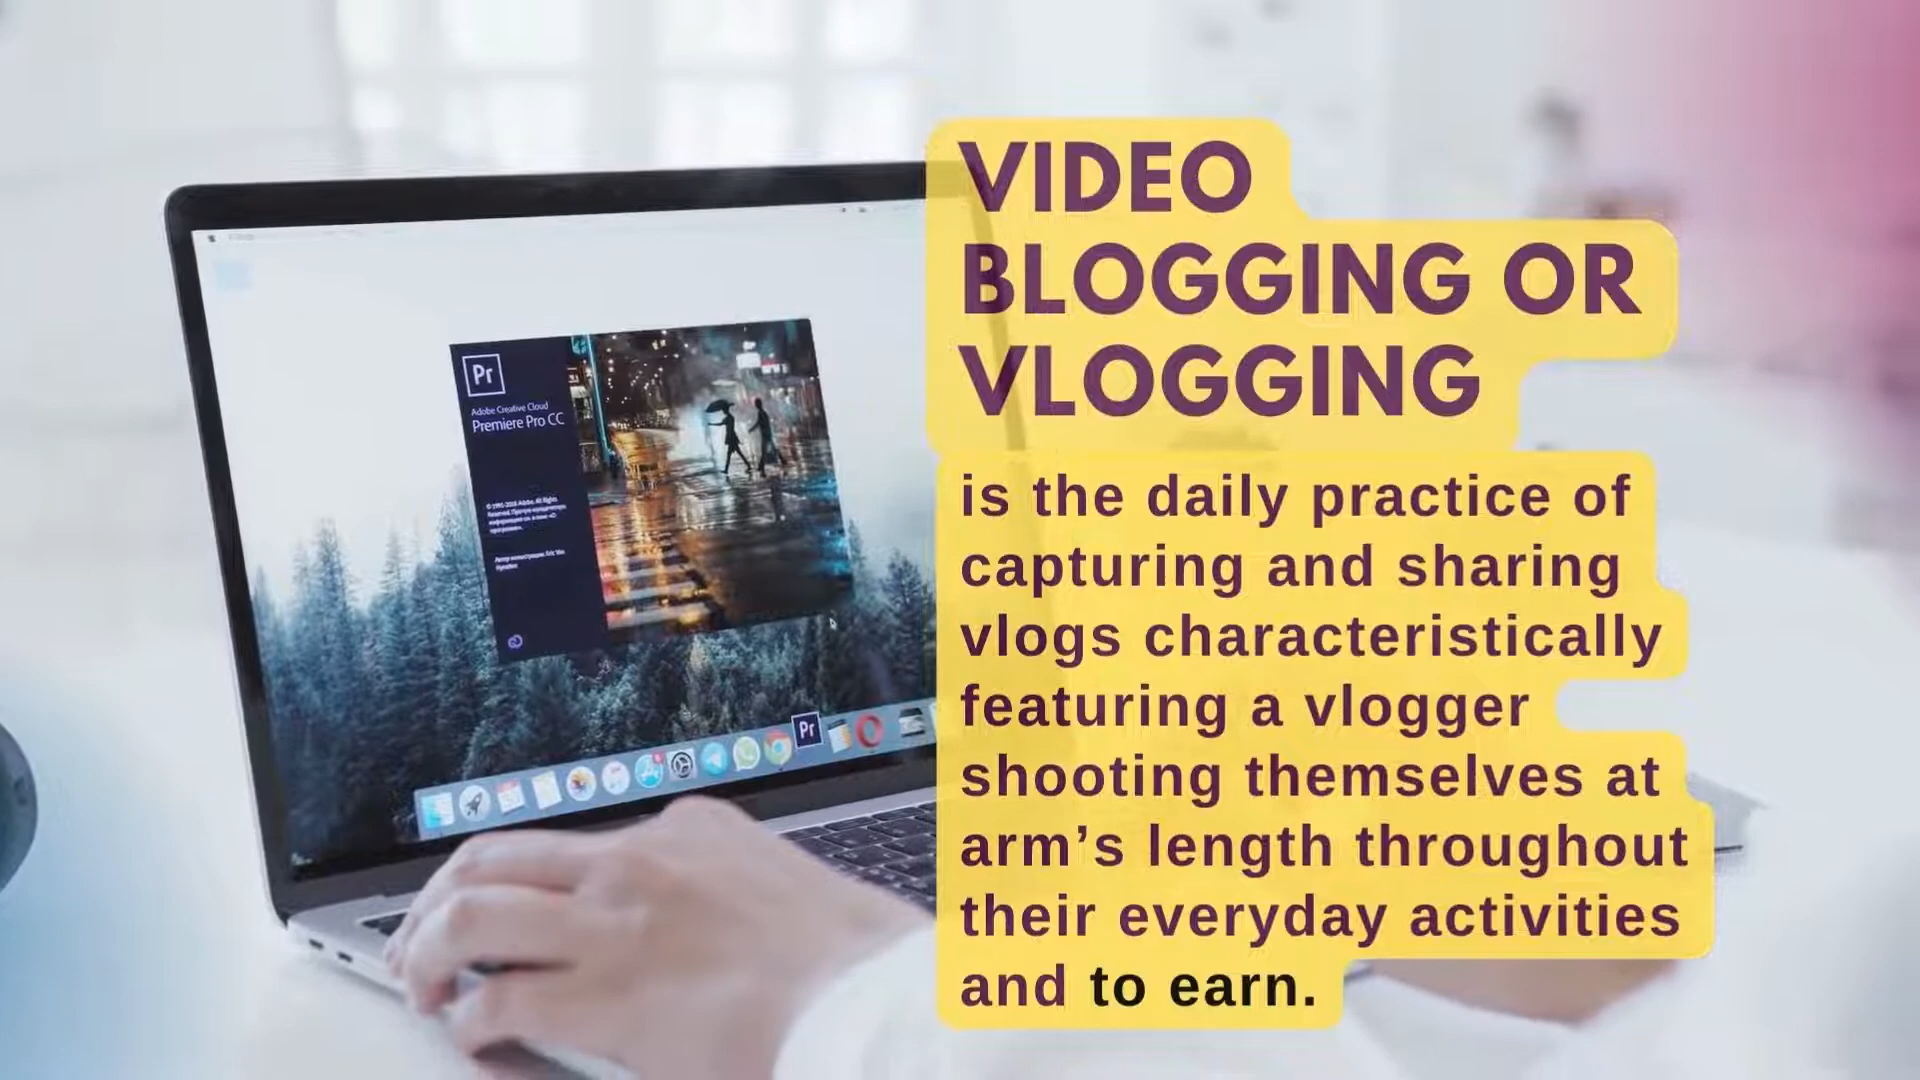 VIDEO
BLOGGING OR
VLOGGING
is the daily practice of
capturing and sharing
vlogs characteristically
featuring a vlogger
shooting themselves at
arm’s length throughout
their everyday activities
and to earn.
Pr
Adobe Creative Cloud
Premiere Pro CC
Pr